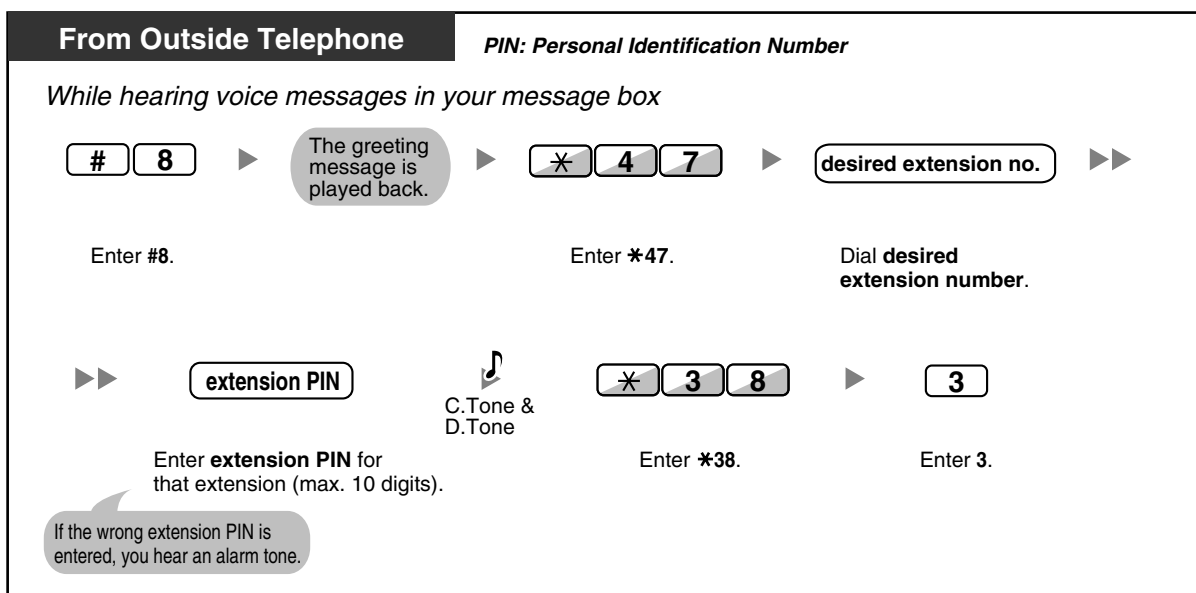 From Outside Telephone
PIN: Personal Identification Number
While hearing voice messages in your message box
# 8
The greeting
message is
played back.
* 4 7
desired extension no.
Enter #8.
Enter *47.
Dial desired
extension number.
extension PIN
C.Tone &
D.Tone
* 3 8
3
Enter extension PIN for
that extension (max. 10 digits).
Enter *38.
Enter 3.
If the wrong extension PIN is
entered, you hear an alarm tone.